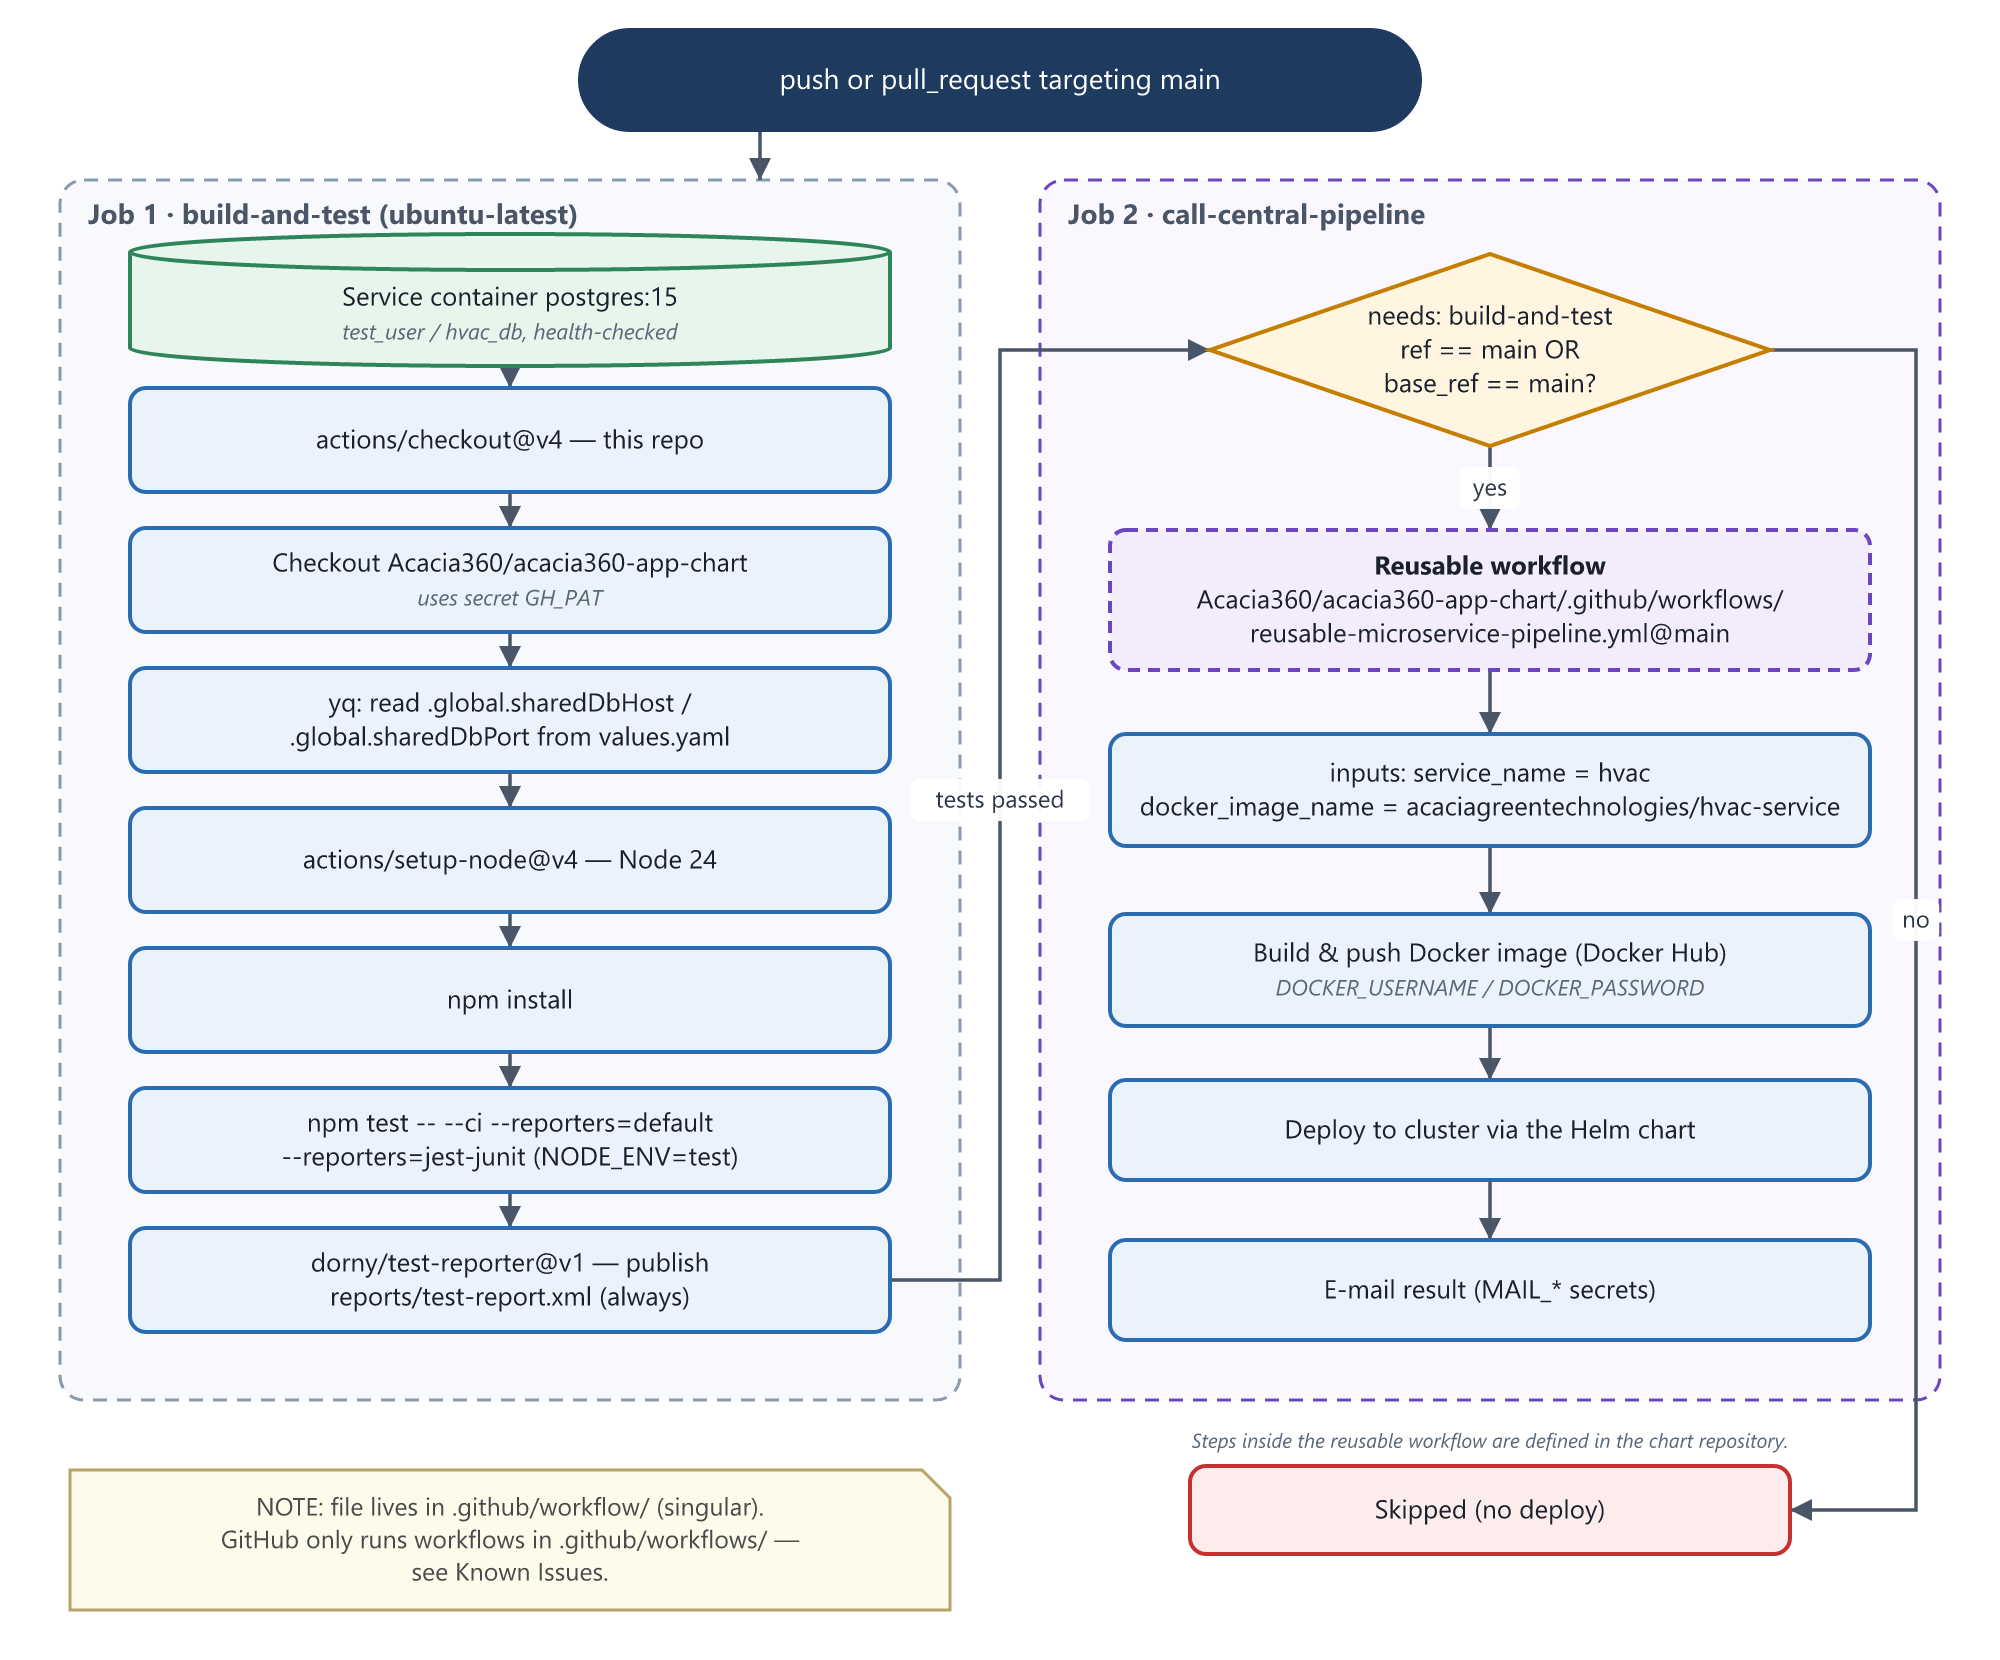 push or pull_request targeting main
Job 1 · build-and-test (ubuntu-latest)
Service container postgres:15
test_user / hvac_db, health-checked
actions/checkout@v4 — this repo
Checkout Acacia360/acacia360-app-chart
uses secret GH_PAT
yq: read .global.sharedDbHost /
.global.sharedDbPort from values.yaml
actions/setup-node@v4 — Node 24
npm install
npm test -- --ci --reporters=default
--reporters=jest-junit (NODE_ENV=test)
dorny/test-reporter@v1 — publish
reports/test-report.xml (always)
tests passed
Job 2 · call-central-pipeline
needs: build-and-test
ref == main OR
base_ref == main?
yes
Reusable workflow
Acacia360/acacia360-app-chart/.github/workflows/
reusable-microservice-pipeline.yml@main
inputs: service_name = hvac
docker_image_name = acaciagreentechnologies/hvac-service
no
Build & push Docker image (Docker Hub)
DOCKER_USERNAME / DOCKER_PASSWORD
Deploy to cluster via the Helm chart
E-mail result (MAIL_* secrets)
Steps inside the reusable workflow are defined in the chart repository.
Skipped (no deploy)
NOTE: file lives in .github/workflow/ (singular).
GitHub only runs workflows in .github/workflows/ —
see Known Issues.